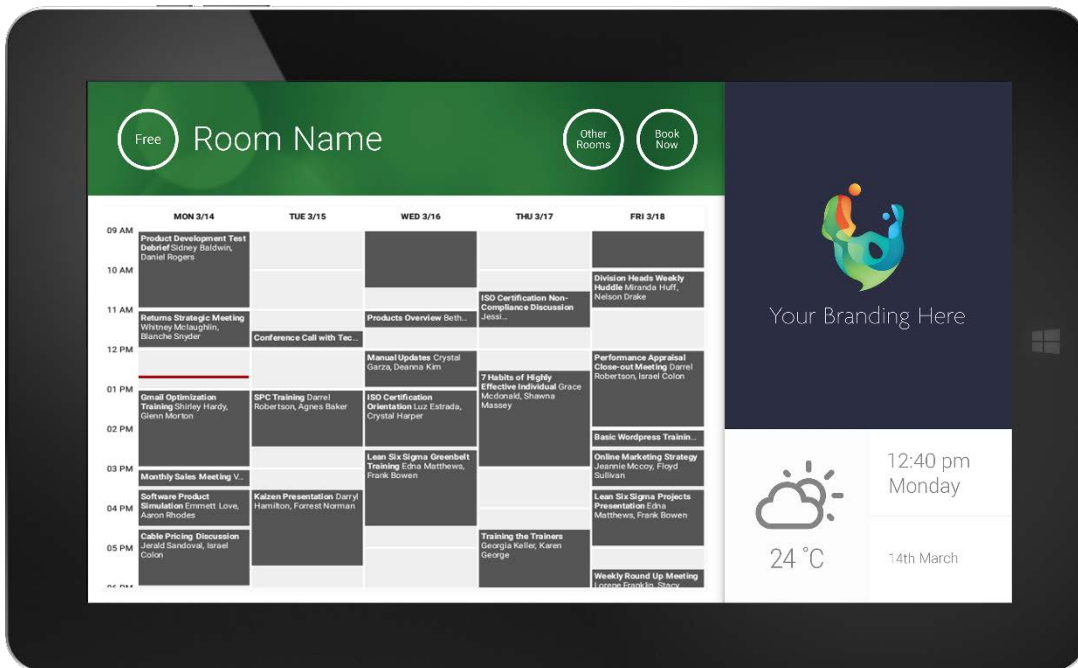 Free
Room Name
Other
Rooms
Book
Now
MON 3/14
TUE 3/15
WED 3/16
THU 3/17
FRI 3/18
09 AM
10 AM
11 AM
12 PM
01 PM
02 PM
03 PM
04 PM
05 PM
06 PM
Product Development Test
Debrief Sidney Baldwin,
Daniel Rogers
Returns Strategic Meeting
Whitney Mclaughlin,
Blanche Snyder
Gmail Optimization
Training Shirley Hardy,
Glenn Morton
Monthly Sales Meeting V...
Software Product
Simulation Emmett Love,
Aaron Rhodes
Cable Pricing Discussion
Jerald Sandoval, Israel
Colon
Conference Call with Tec...
SPC Training Darrel
Robertson, Agnes Baker
Kaizen Presentation Darryl
Hamilton, Forrest Norman
Products Overview Beth...
Manual Updates Crystal
Garza, Deanna Kim
ISO Certification
Orientation Luz Estrada,
Crystal Harper
Lean Six Sigma Greenbelt
Training Edna Matthews,
Frank Bowen
ISO Certification Non-
Compliance Discussion
Jessi...
7 Habits of Highly
Effective Individual Grace
Mcdonald, Shawna
Massey
Training the Trainers
Georgia Keller, Karen
George
Division Heads Weekly
Huddle Miranda Huff,
Nelson Drake
Performance Appraisal
Close-out Meeting Darrel
Robertson, Israel Colon
Basic Wordpress Trainin...
Online Marketing Strategy
Jeannie Mccoy, Floyd
Sullivan
Lean Six Sigma Projects
Presentation Edna
Matthews, Frank Bowen
Weekly Round Up Meeting
Lorene Franklin, Stacy
Your Branding Here
24 °C
12:40 pm
Monday
14th March